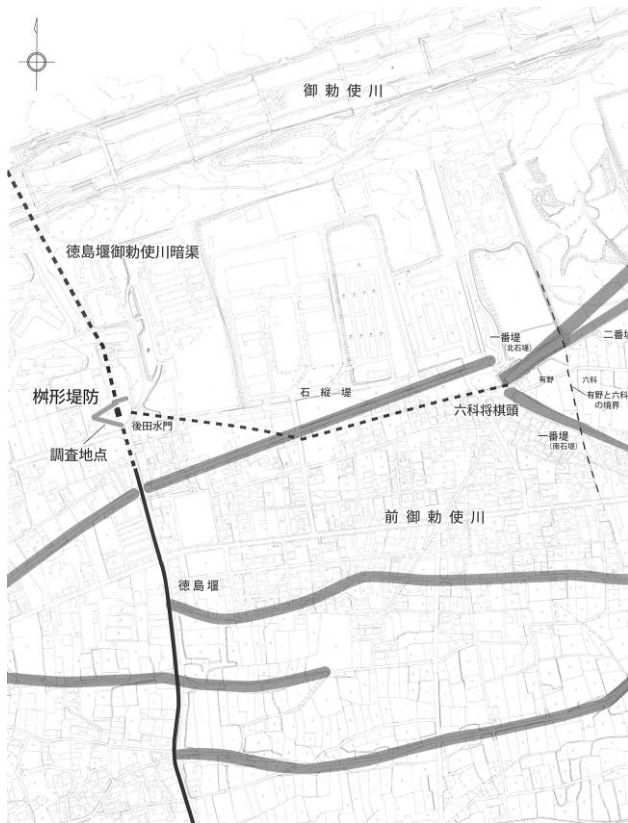 御勅使川
徳島堰御勅使川暗渠
一番堤
（北石堤）
二番堤
石縦堤
有野
六科
有野と六科
の境界
桝形堤防
後田水門
六科将棋頭
一番堤
（南石堤）
調査地点
前御勅使川
徳島堰